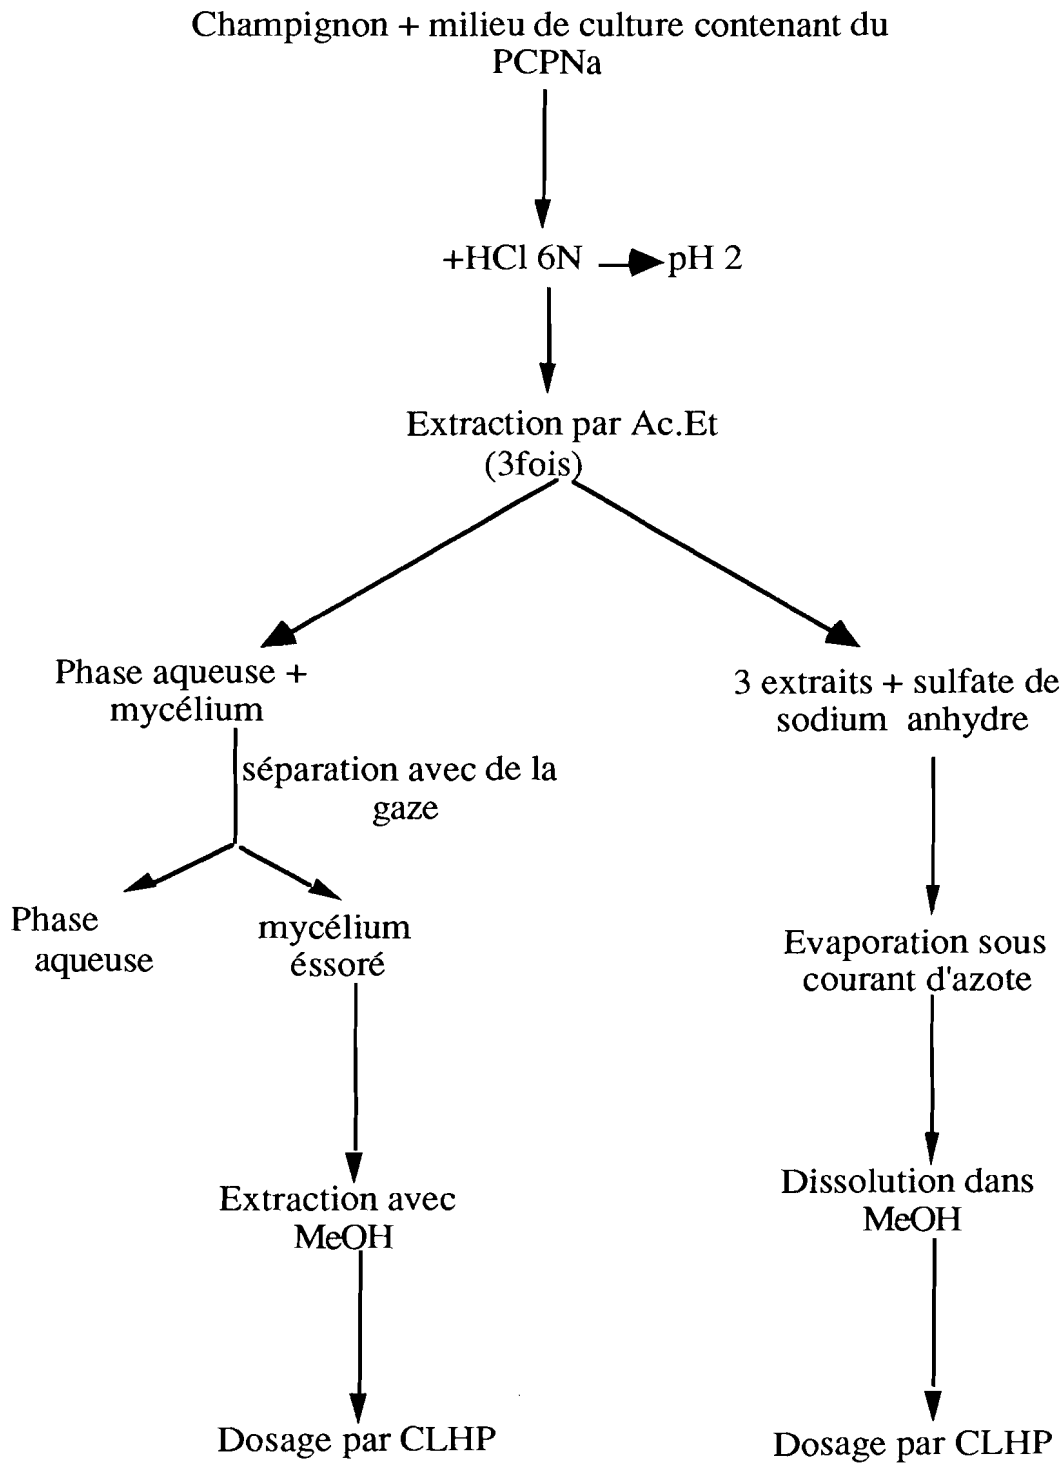 Champignon + milieu de culture contenant du
PCPNa
+HCl 6N
pH 2
Extraction par Ac.Et
(3fois)
Phase aqueuse +
mycélium
3 extraits + sulfate de
sodium anhydre
séparation avec de la
gaze
Phase
aqueuse
mycélium
éssoré
Evaporation sous
courant d'azote
Extraction avec
MeOH
Dissolution dans
MeOH
Dosage par CLHP
Dosage par CLHP